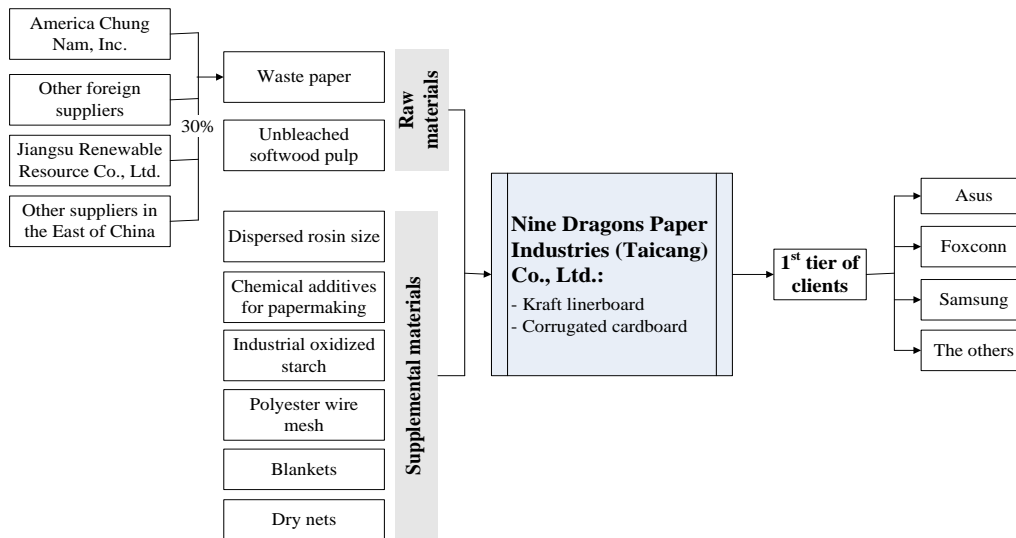 America Chung
Nam, Inc.
Other foreign
suppliers
Jiangsu Renewable
Resource Co., Ltd.
Other suppliers in
the East of China
30%
Waste paper
Unbleached
softwood pulp
Raw
materials
Dispersed rosin size
Chemical additives
for papermaking
Industrial oxidized
starch
Polyester wire
mesh
Blankets
Dry nets
Supplemental materials
Nine Dragons Paper
Industries (Taicang)
Co., Ltd.:
- Kraft linerboard
- Corrugated cardboard
1st tier of
clients
Asus
Foxconn
Samsung
The others